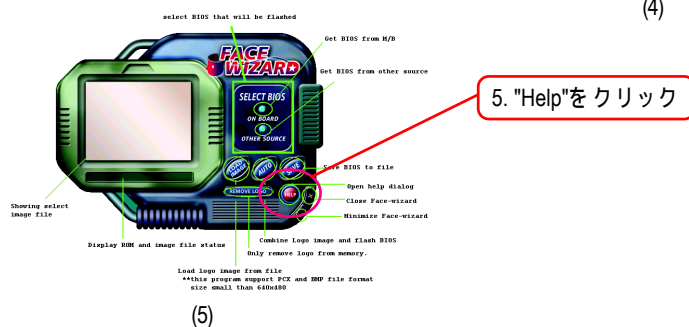 (4)
select BIOS that will be flashed
Get BIOS from M/B
FACE
WIZARD
Get BIOS from other source
SELECT BIOS
ON BOARD
OTHER SOURCE
5. "Help"をクリック
LOAD
IMAGE
AUTO
SAVE
Save BIOS to file
REMOVE LOGO
HELP
Open help dialog
Close Face-wizard
Minimize Face-wizard
Showing select
image file
Display ROM and image file status
Combine Logo image and flash BIOS
Only remove logo from memory.
Load logo image from file
**this program support PCX and BMP file format
size small than 640x480
(5)